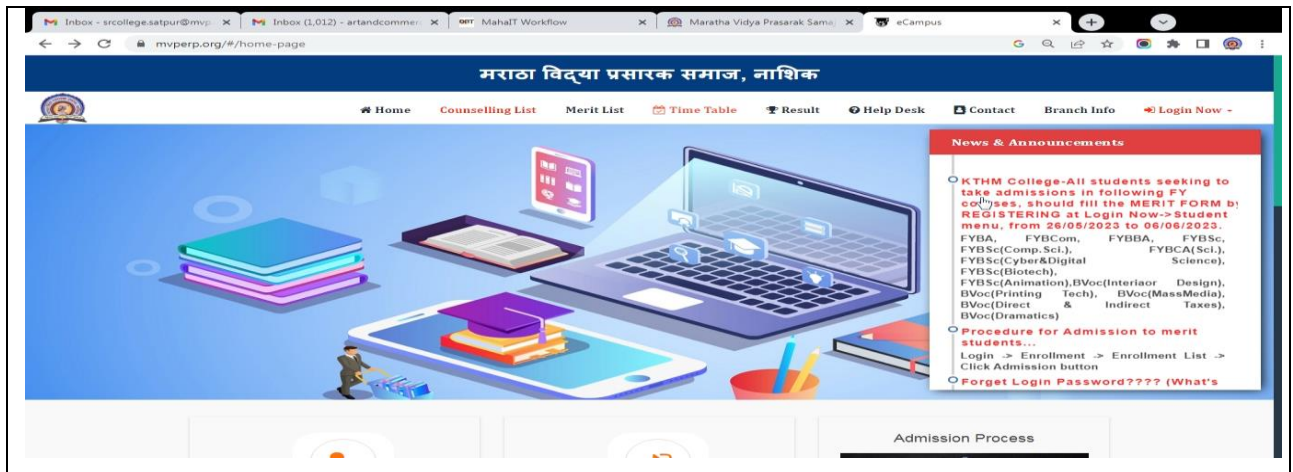 Inbox - srcollege.satpur@mvp
Inbox (1,012) - artandcommer
MahaIT Workflow
Maratha Vidya Prasarak Samaj
eCampus
mvperp.org/#/home-page
मराठा विद्या प्रसारक समाज, नाशिक
Home Counselling List Merit List Time Table Result Help Desk Contact Branch Info Login Now
News & Announcements
KTHM College-All students seeking to
take admissions in following FY
courses, should fill the MERIT FORM by
REGISTERING at Login Now->Student
menu, from 26/05/2023 to 06/06/2023.
FYBA, FYBCom, FYBBA, FYBSc,
FYBSc(Comp.Sci.), FYBCA(Sci.),
FYBSc(Cyber&Digital Science),
FYBSc(Biotech),
FYBSc(Animation),BVoc(Interiaor Design),
BVoc(Printing Tech), BVoc(MassMedia),
BVoc(Direct & Indirect Taxes),
BVoc(Dramatics)
Procedure for Admission to merit
students...
Login -> Enrollment -> Enrollment List ->
Click Admission button
Forget Login Password???? (What's
Admission Process